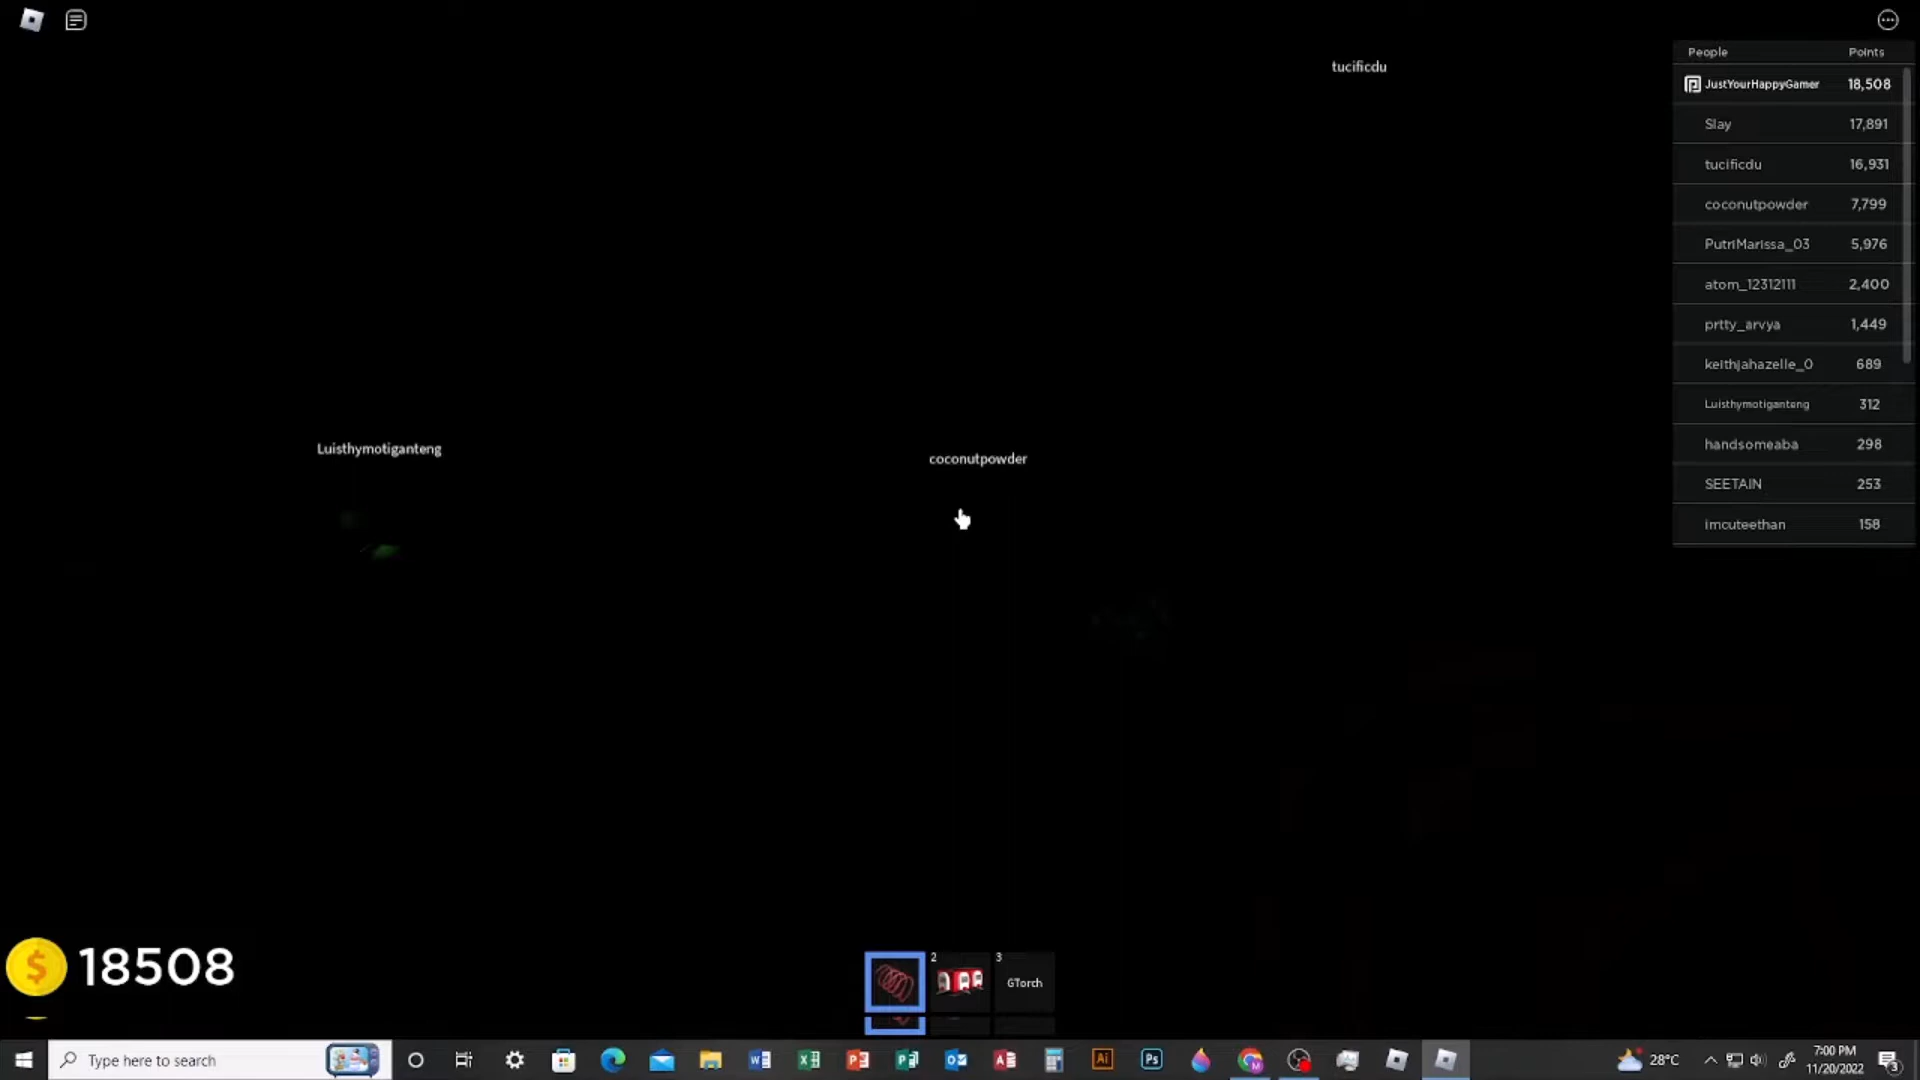 tucificdu
People Points
JustYourHappyGamer 18,508
Slay 17,891
tucificdu 16,931
coconutpowder 7,799
PutriMarissa_03 5,976
atom_12312111 2,400
prtty_arvya 1,449
keithjahazelle_0 689
Luisthymotiganteng 312
handsomeaba 298
SEETAIN 253
imcuteethan 158
Luisthymotiganteng
coconutpowder
$ 18508
2
3
GTorch
Type here to search
28°C
7:00 PM
11/20/2022
3